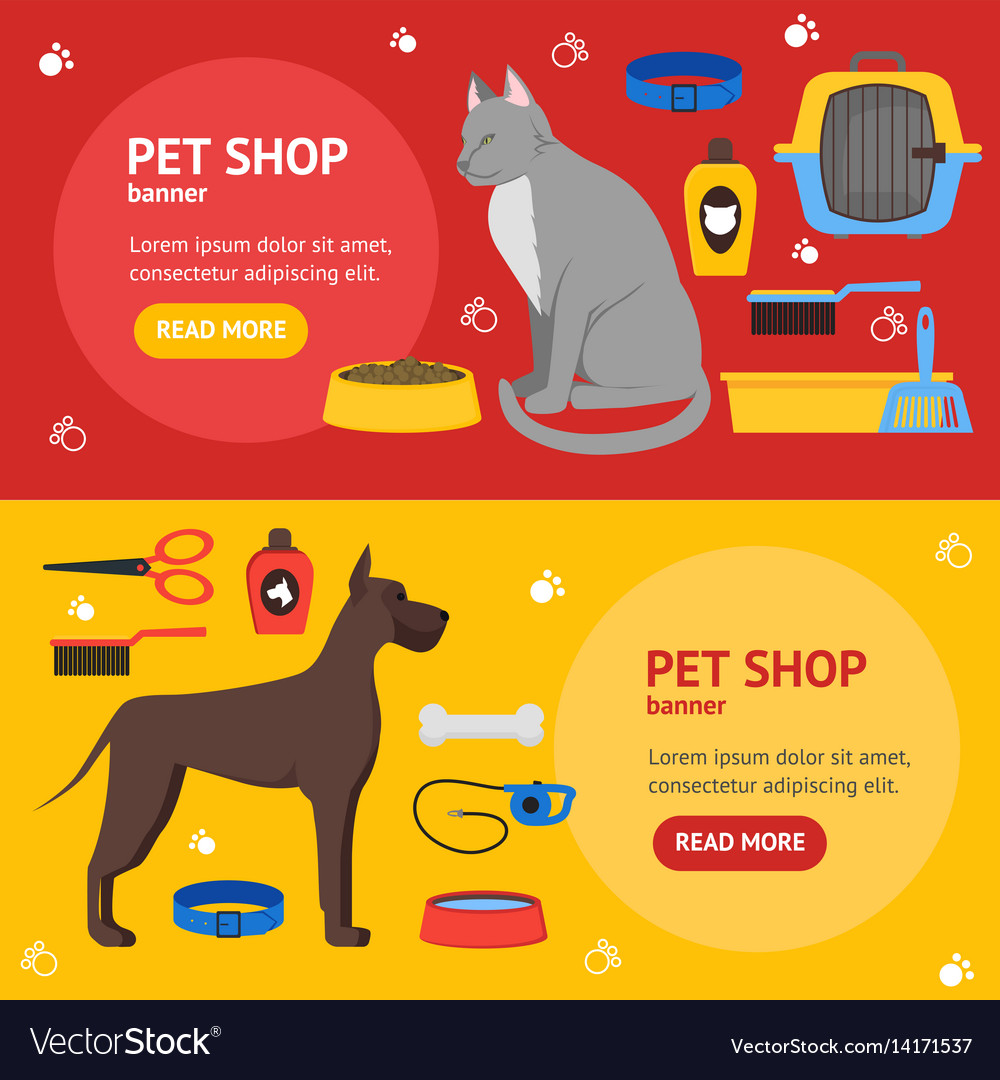 PET SHOP
banner
Lorem ipsum dolor sit amet,
consectetur adipiscing elit.
READ MORE
PET SHOP
banner
Lorem ipsum dolor sit amet,
consectetur adipiscing elit.
READ MORE
VectorStock®
VectorStock.com/14171537